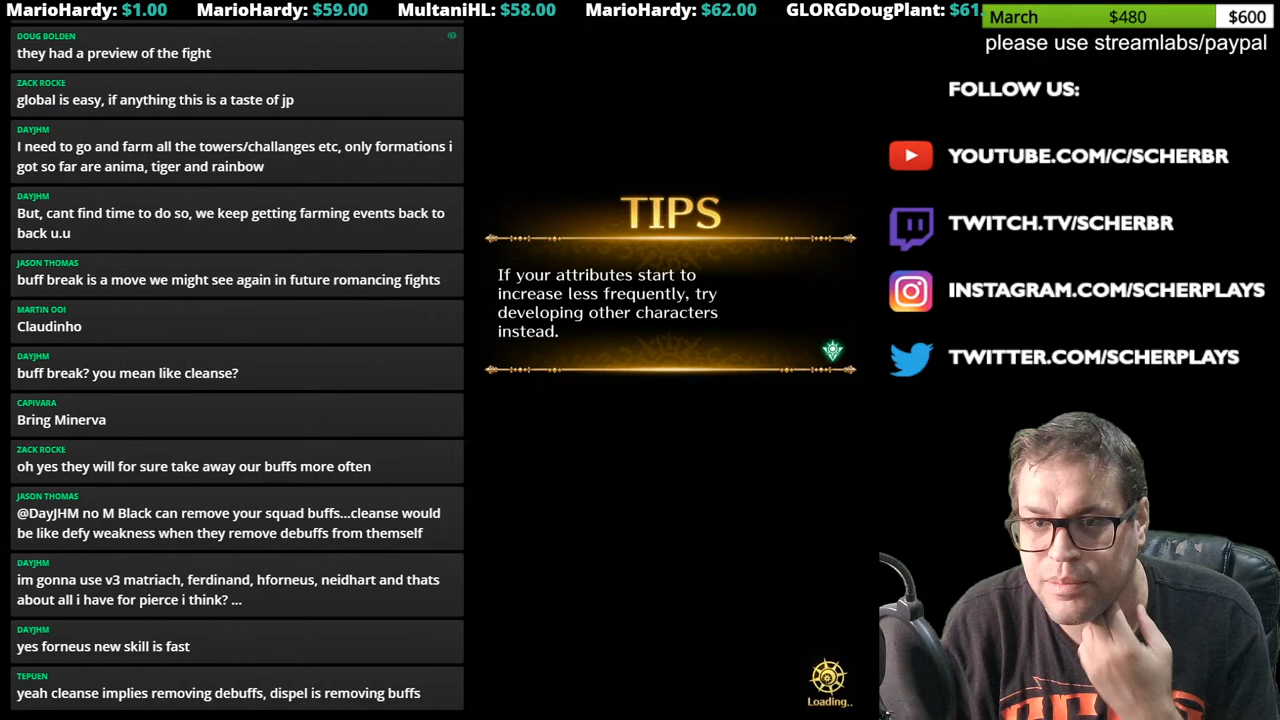 MarioHardy: $1.00 MarioHardy: $59.00 MultaniHL: $58.00 MarioHardy: $62.00 GLORGDougPlant: $61.
March $480 $600
please use streamlabs/paypal
DOUG BOLDEN
they had a preview of the fight
ZACK ROCKE
global is easy, if anything this is a taste of jp
DAYJHM
I need to go and farm all the towers/challanges etc, only formations i
got so far are anima, tiger and rainbow
DAYJHM
But, cant find time to do so, we keep getting farming events back to
back u.u
JASON THOMAS
buff break is a move we might see again in future romancing fights
MARTIN OOI
Claudinho
DAYJHM
buff break? you mean like cleanse?
CAPIVARA
Bring Minerva
ZACK ROCKE
oh yes they will for sure take away our buffs more often
JASON THOMAS
@DayJHM no M Black can remove your squad buffs...cleanse would
be like defy weakness when they remove debuffs from themself
DAYJHM
im gonna use v3 matriach, ferdinand, hforneus, neidhart and thats
about all i have for pierce i think? ...
DAYJHM
yes forneus new skill is fast
TEPUEN
yeah cleanse implies removing debuffs, dispel is removing buffs
TIPS
If your attributes start to
increase less frequently, try
developing other characters
instead.
Loading..
FOLLOW US:
YOUTUBE.COM/C/SCHERBR
TWITCH.TV/SCHERBR
INSTAGRAM.COM/SCHERPLAYS
TWITTER.COM/SCHERPLAYS